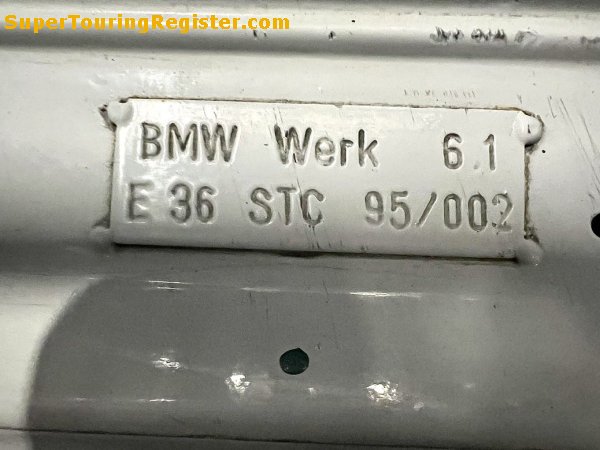 SuperTouringRegister.com
BMW Werk 6.1
E 36 STC 95/002